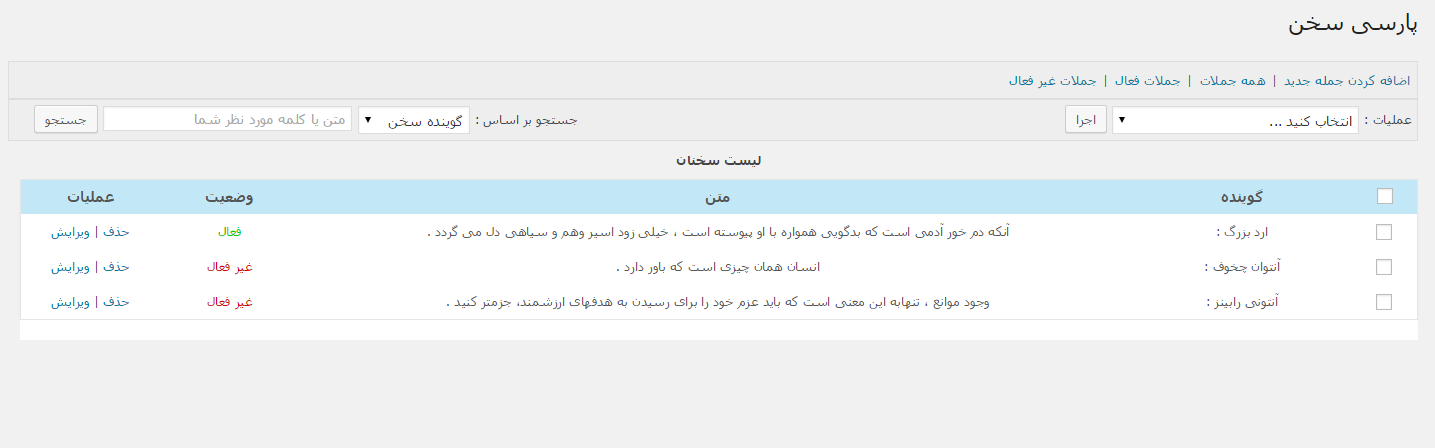 پارسی سخن
اضافه کردن جمله جدید | همه جملات | جملات فعال | جملات غیر فعال
عملیات : انتخاب کنید ... اجرا جستجو بر اساس : گوینده سخن متن یا کلمه مورد نظر شما جستجو
لیست سخنان
گوینده متن وضعیت عملیات
ارد بزرگ : آنکه دم خور آدمی است که بدگویی همواره با او پیوسته است ، خیلی زود اسیر وهم و سیاهی دل می گردد . فعال حذف | ویرایش
آنتوان چخوف : انسان همان چیزی است که باور دارد . غیر فعال حذف | ویرایش
آنتونی رابینز : وجود موانع ، تنهابه این معنی است که باید عزم خود را برای رسیدن به هدفهای ارزشمند، جزمتر کنید . غیر فعال حذف | ویرایش